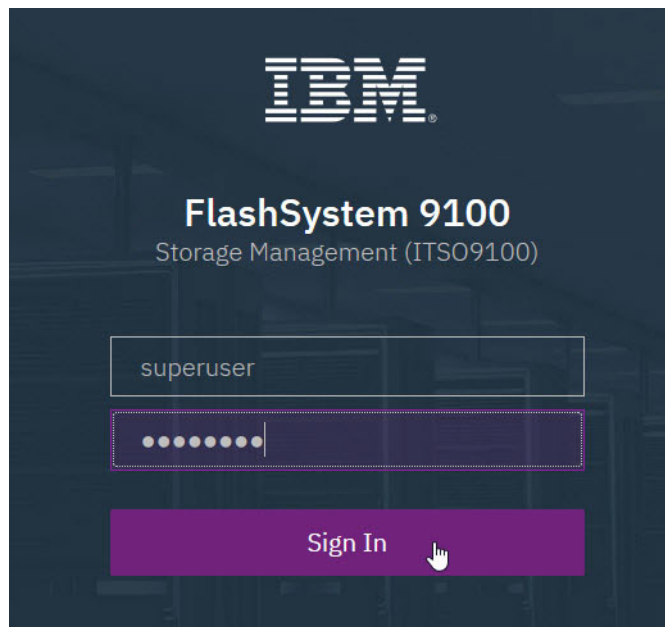 IBM®
FlashSystem 9100
Storage Management (ITSO9100)
superuser
●●●●●●●●
Sign In